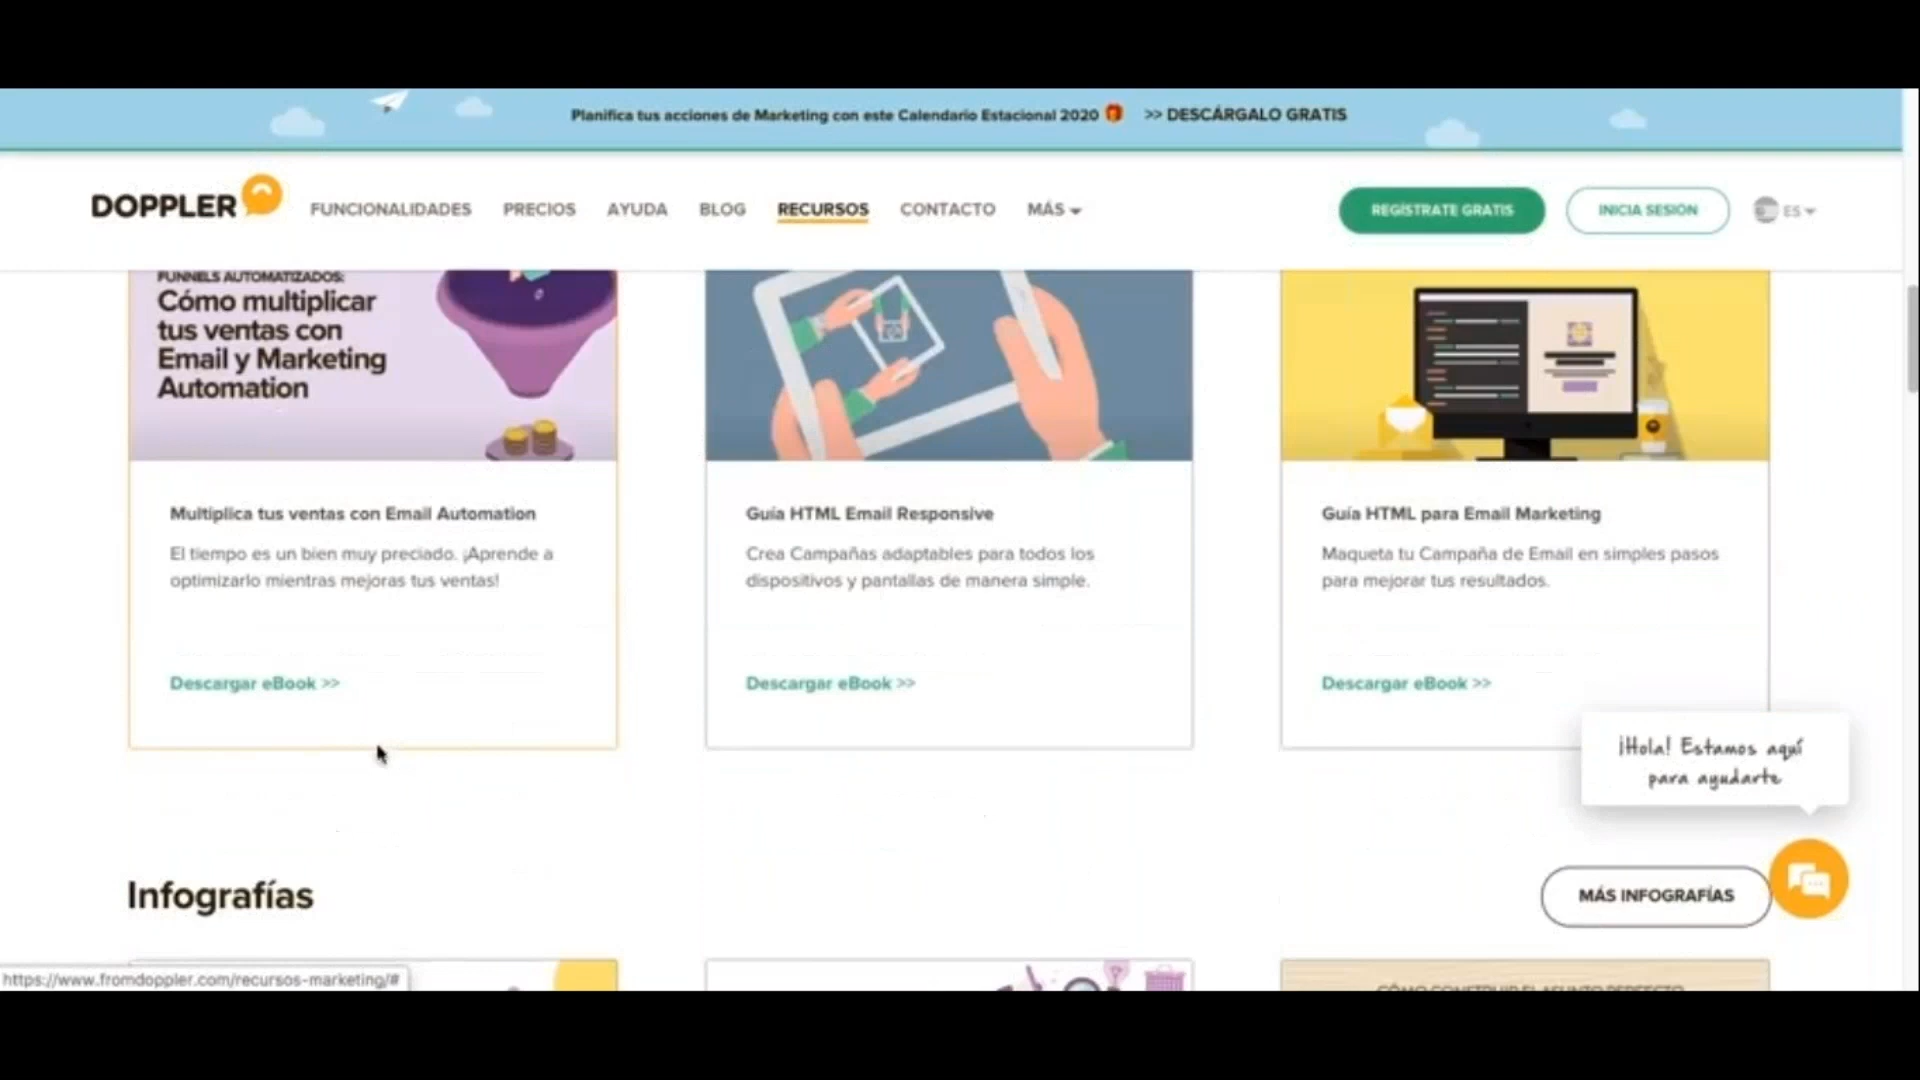 Planifica tus acciones de Marketing con este Calendario Estacional 2020 🎁 >> DESCÁRGALO GRATIS
DOPPLER FUNCIONALIDADES PRECIOS AYUDA BLOG RECURSOS CONTACTO MÁS REGÍSTRATE GRATIS INICIA SESIÓN ES
FUNNELS AUTOMATIZADOS:
Cómo multiplicar
tus ventas con
Email y Marketing
Automation
Multiplica tus ventas con Email Automation
El tiempo es un bien muy preciado. ¡Aprende a
optimizarlo mientras mejoras tus ventas!
Descargar eBook >>
Guía HTML Email Responsive
Crea Campañas adaptables para todos los
dispositivos y pantallas de manera simple.
Descargar eBook >>
Guía HTML para Email Marketing
Maqueta tu Campaña de Email en simples pasos
para mejorar tus resultados.
Descargar eBook >>
¡Hola! Estamos aquí
para ayudarte
Infografías
MÁS INFOGRAFÍAS
CÓMO CONSTRUIR EL ASUNTO PERFECTO
https://www.fromdoppler.com/recursos-marketing/#